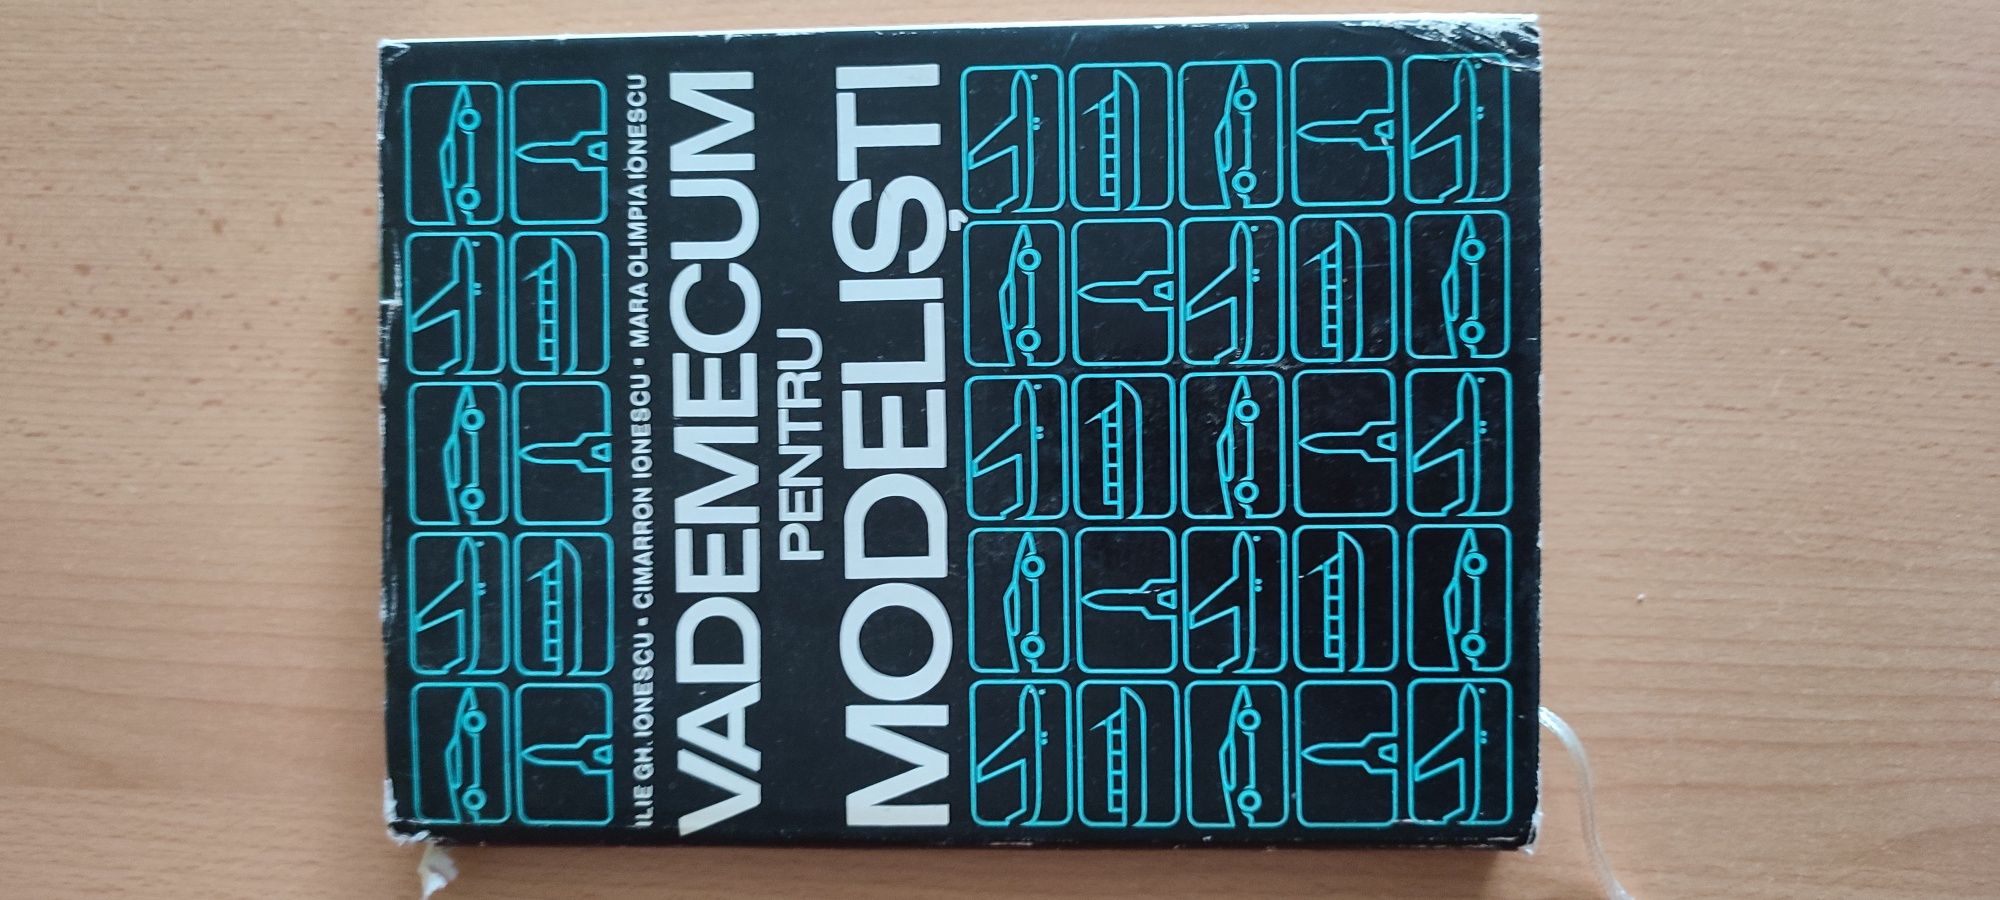 ILIE GH. IONESCU • CIMARRON IONESCU • MARA OLIMPIA IONESCU
VADEMECUM
PENTRU
MODELIȘTI